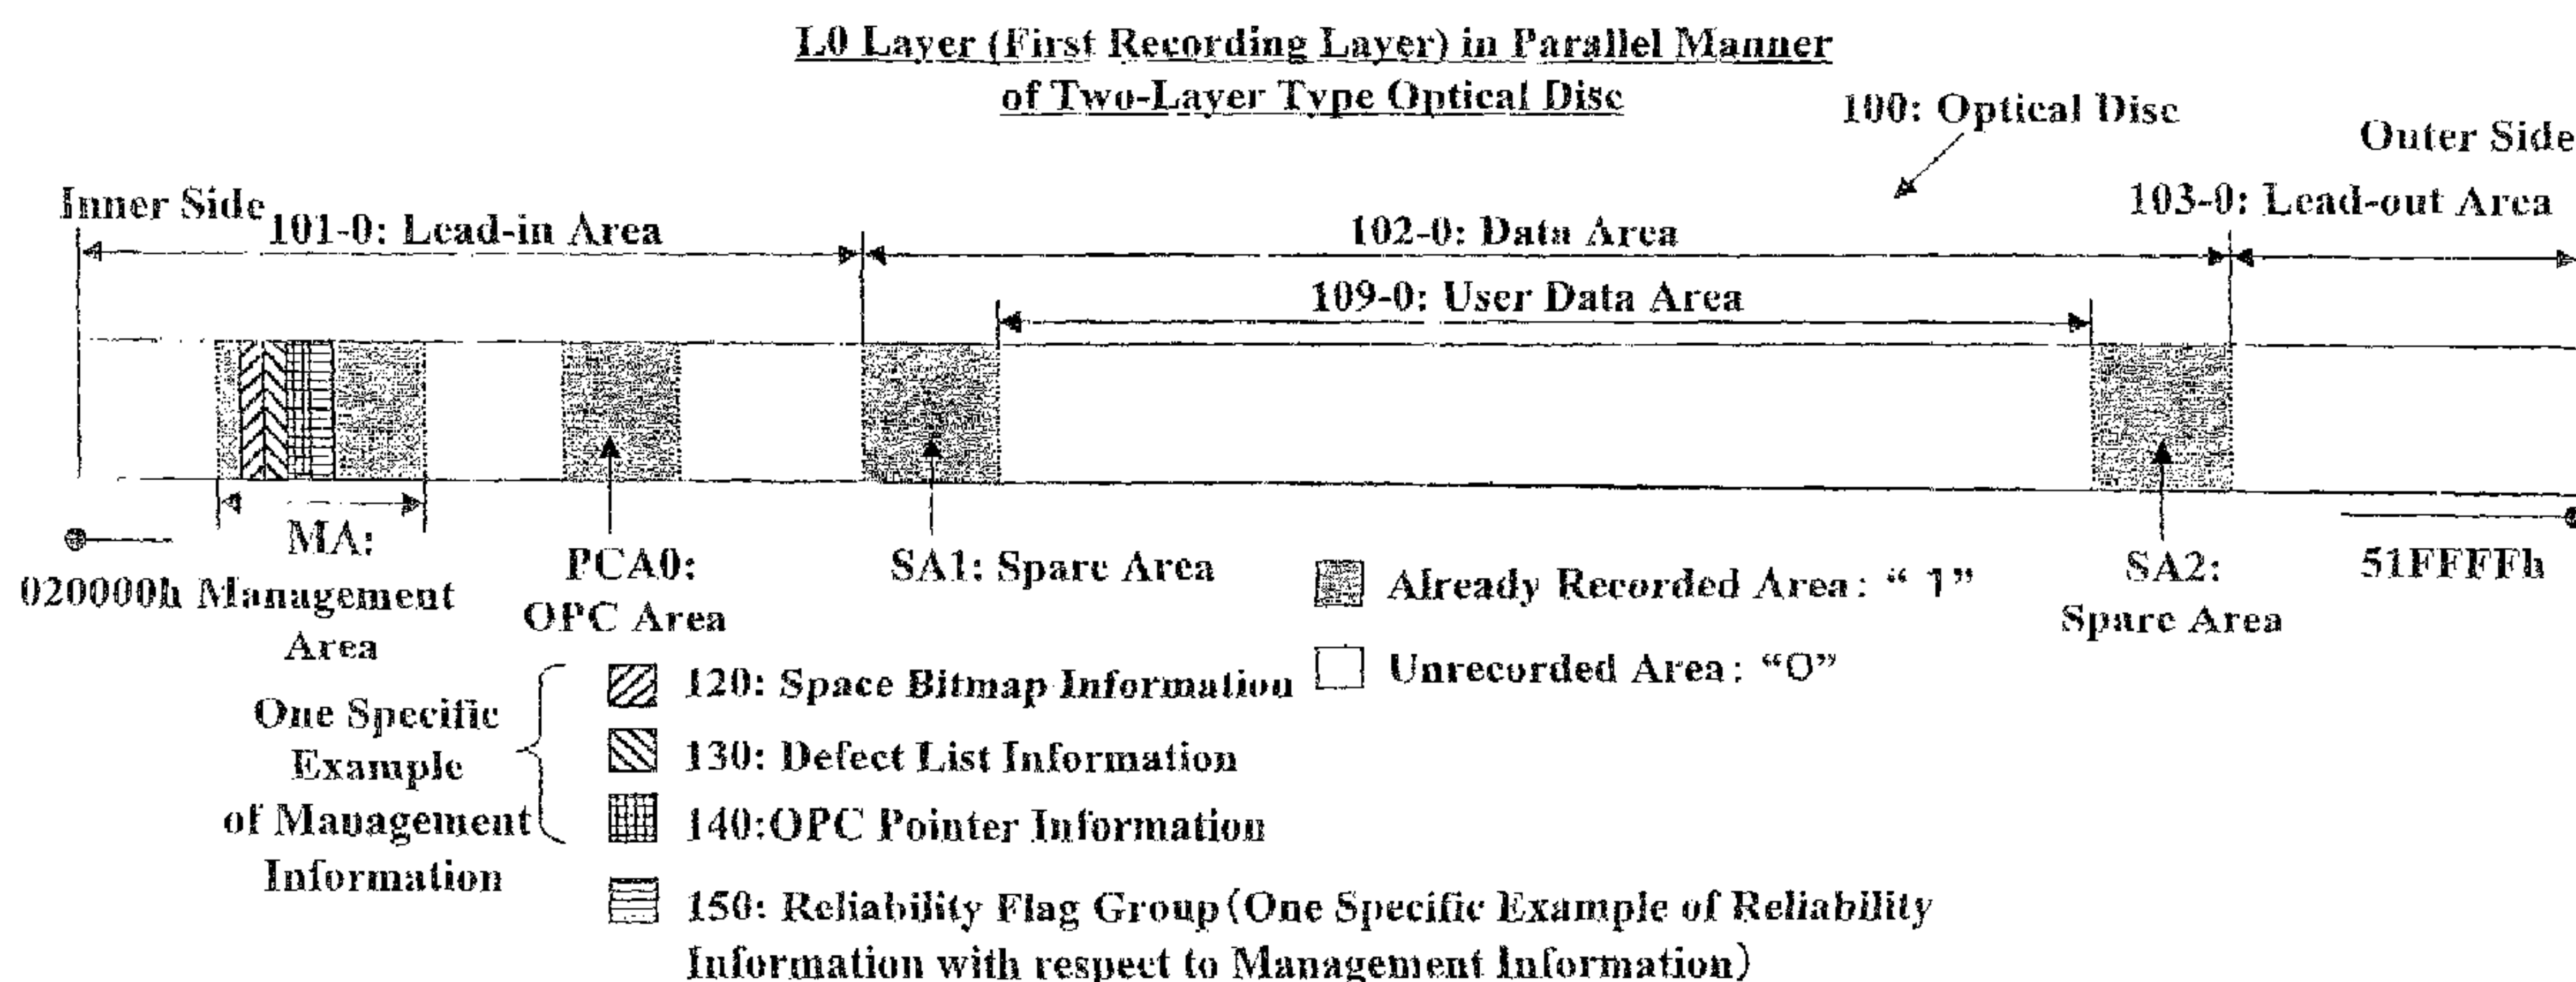 L0 Layer (First Recording Layer) in Parallel Manner
of Two-Layer Type Optical Disc
100: Optical Disc
Outer Side
Inner Side
101-0: Lead-in Area
102-0: Data Area
103-0: Lead-out Area
109-0: User Data Area
020000h
MA:
Management
Area
PCA0:
OPC Area
SA1: Spare Area
SA2:
Spare Area
51FFFFh
Already Recorded Area: “ 1”
Unrecorded Area: “0”
One Specific
Example
of Management
Information
120: Space Bitmap Information
130: Defect List Information
140:OPC Pointer Information
150: Reliability Flag Group(One Specific Example of Reliability
Information with respect to Management Information)